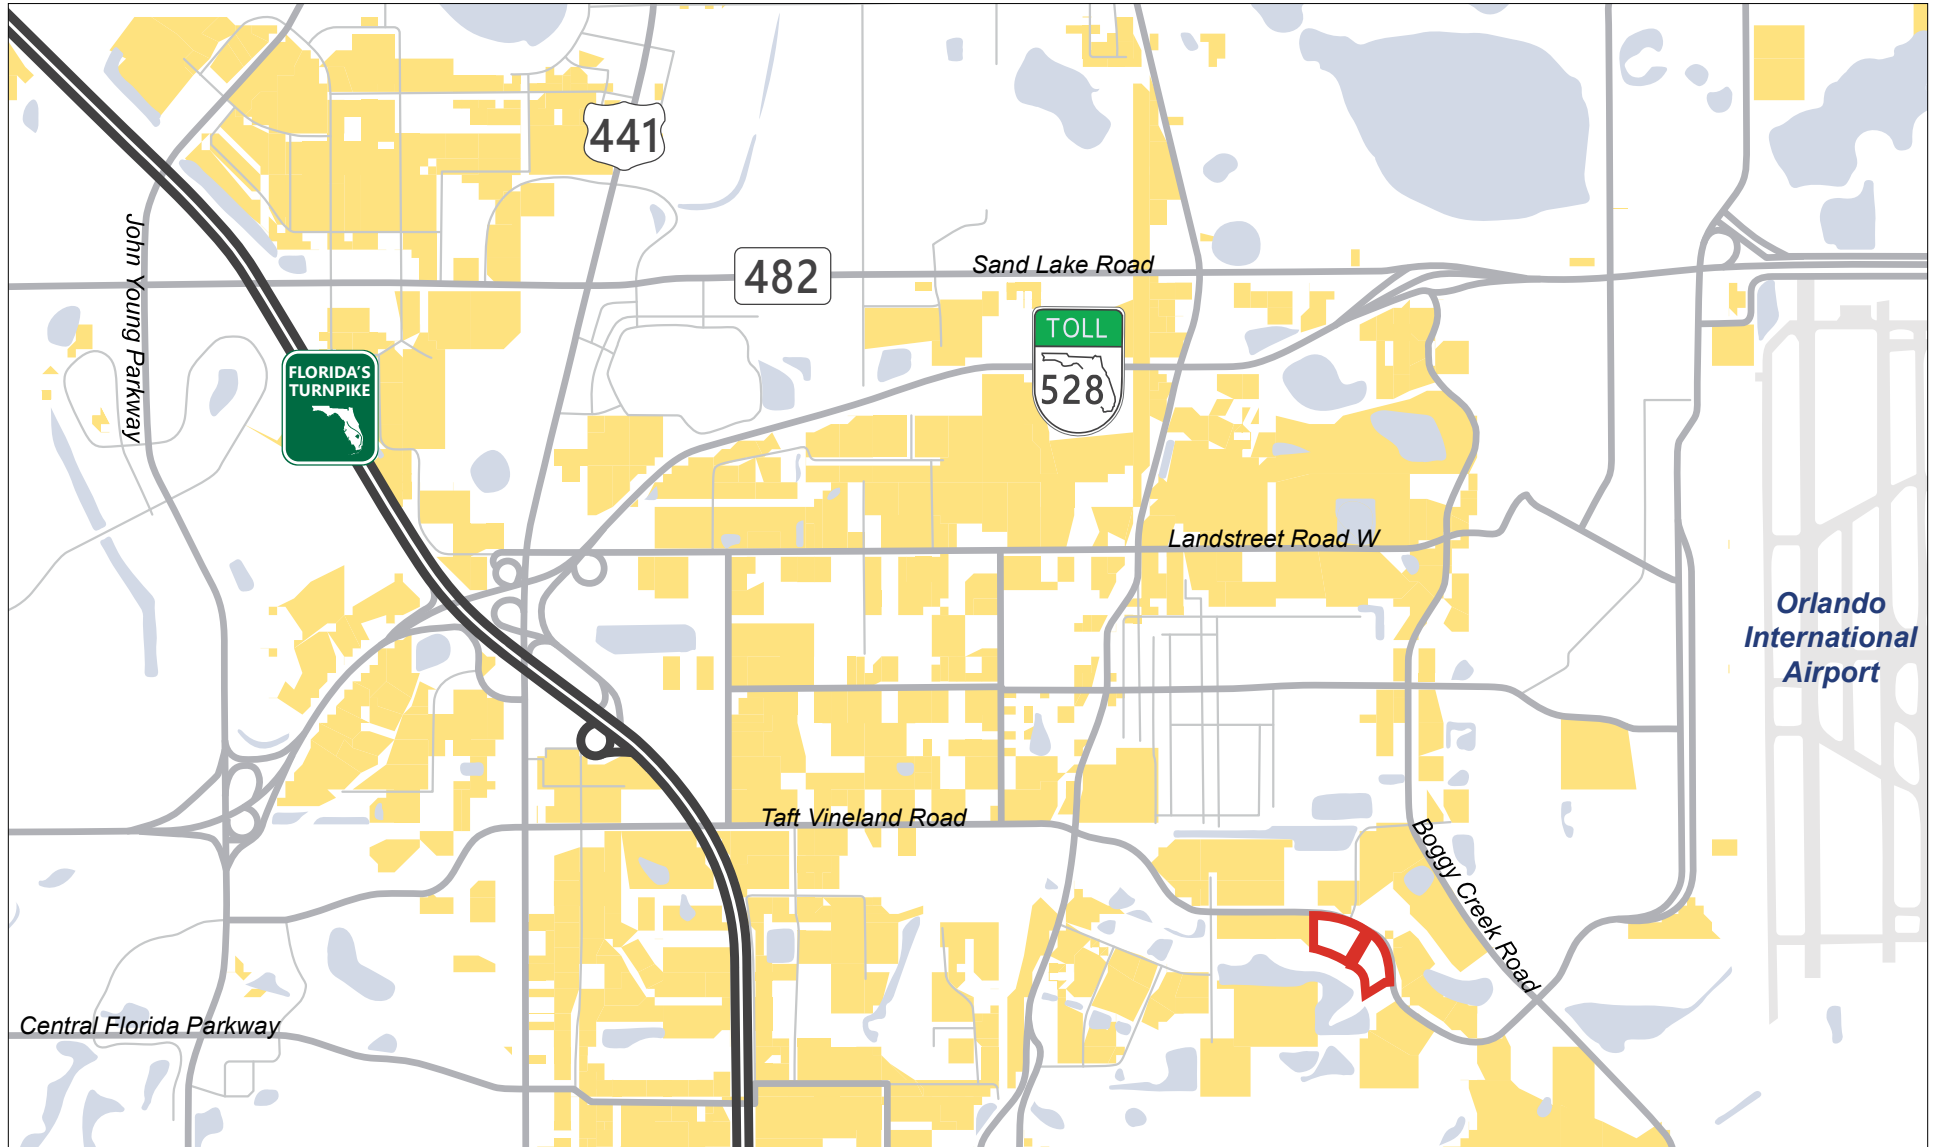 441
John Young Parkway
482
Sand Lake Road
TOLL
528
FLORIDA'S
TURNPIKE
Landstreet Road W
Orlando
International
Airport
Taft Vineland Road
Boggy Creek Road
Central Florida Parkway